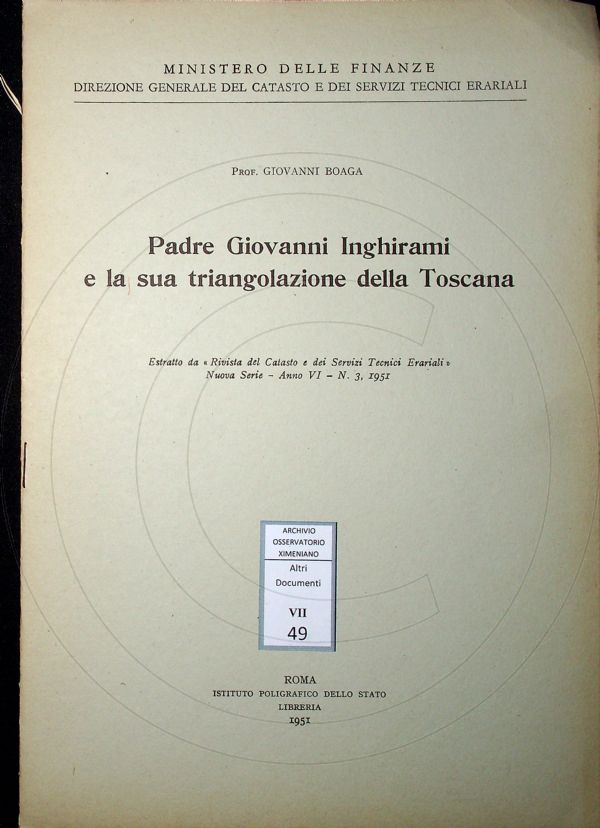 MINISTERO DELLE FINANZE
DIREZIONE GENERALE DEL CATASTO E DEI SERVIZI TECNICI ERARIALI
PROF. GIOVANNI BOAGA
Padre Giovanni Inghirami
e la sua triangolazione della Toscana
Estratto da « Rivista del Catasto e dei Servizi Tecnici Erariali »
Nuova Serie – Anno VI – N. 3, 1951
ARCHIVIO
OSSERVATORIO
XIMENIANO
Altri
Documenti
VII
49
ROMA
ISTITUTO POLIGRAFICO DELLO STATO
LIBRERIA
1951